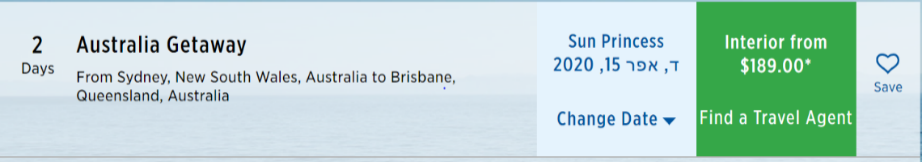 2
Days
Australia Getaway
From Sydney, New South Wales, Australia to Brisbane,
Queensland, Australia
Sun Princess
ד, אפר 15, 2020
Change Date
Interior from
$189.00*
Find a Travel Agent
Save